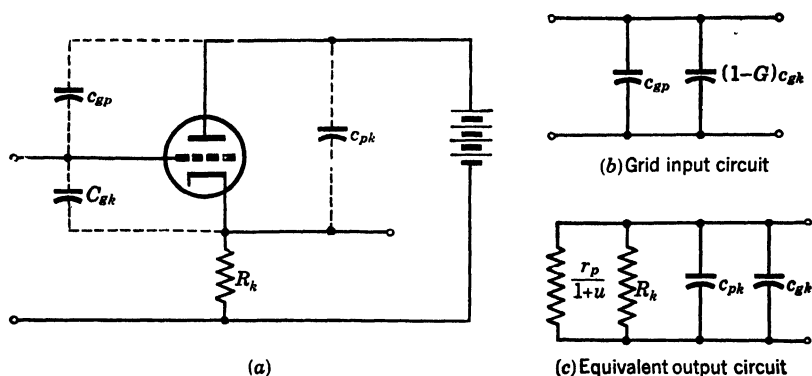 c_gp
C_gk
c_pk
R_k
(a)
c_gp
(1-G)c_gk
(b) Grid input circuit
r_p
1+u
R_k
c_pk
c_gk
(c) Equivalent output circuit